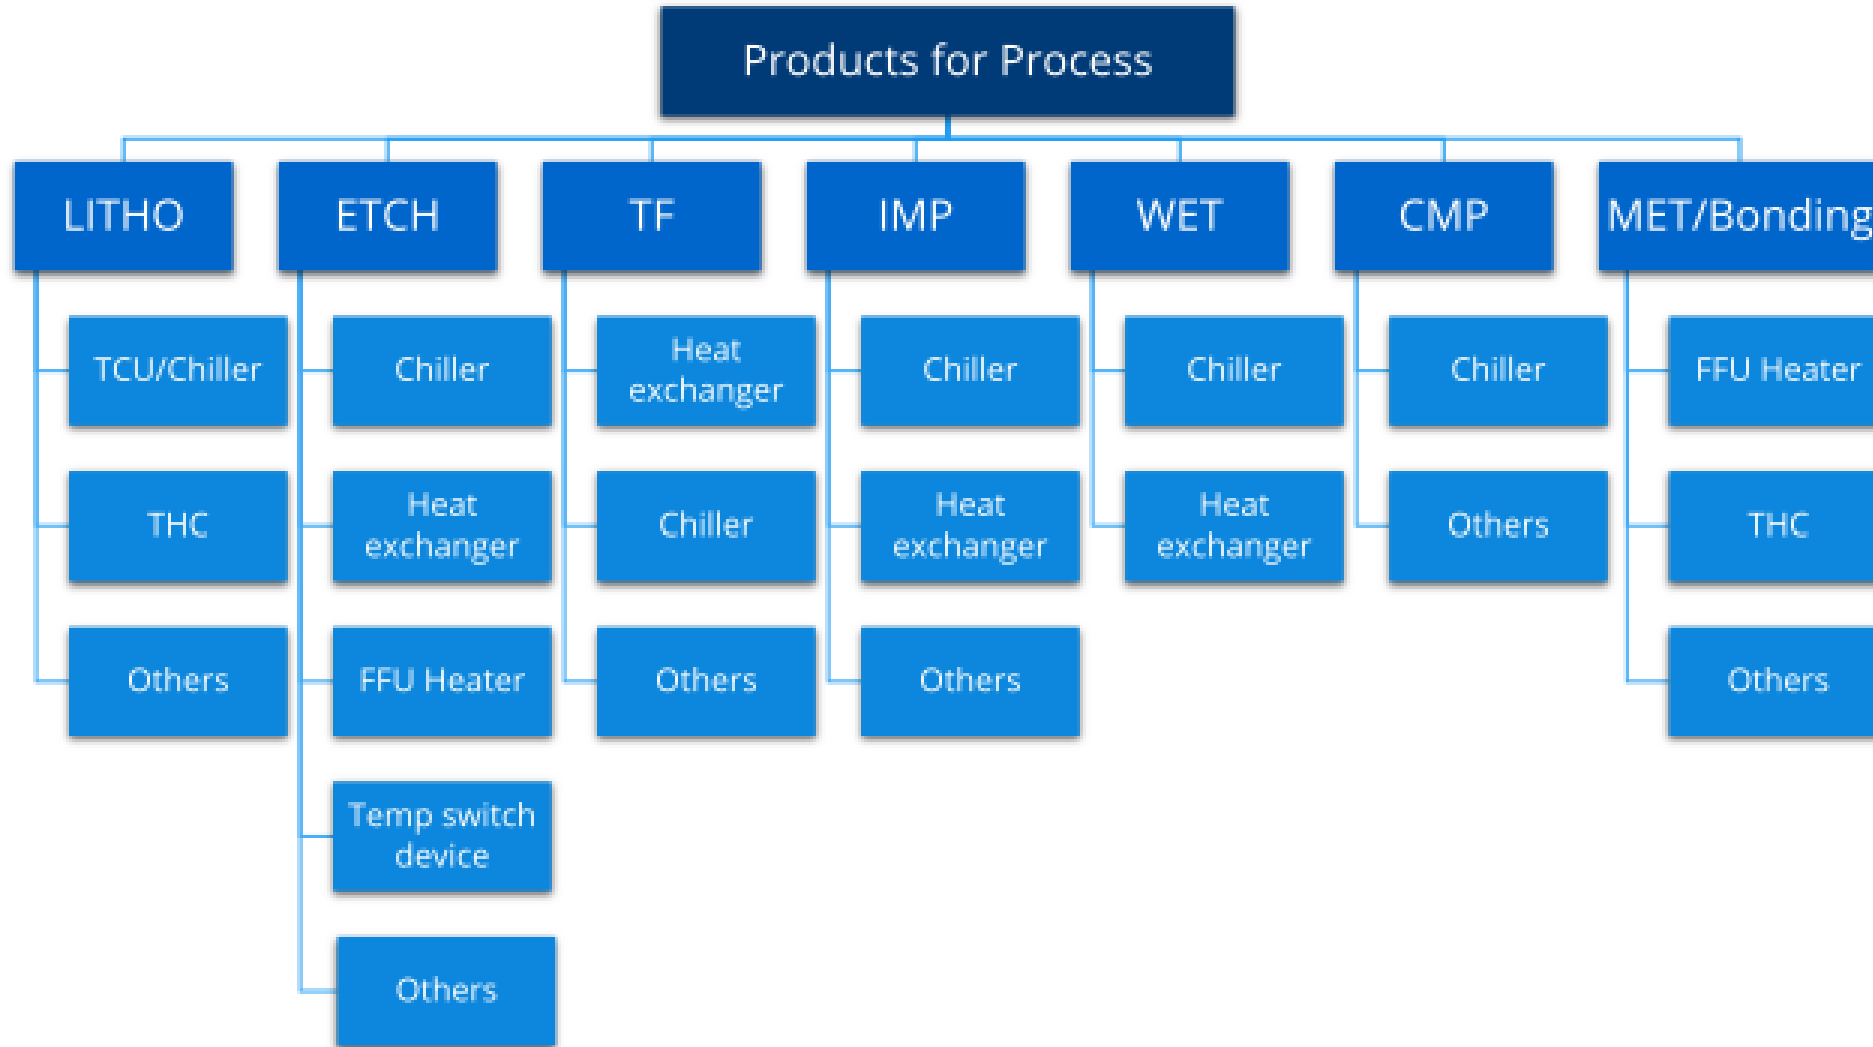 Products for Process
LITHO
ETCH
TF
IMP
WET
CMP
MET/Bonding
TCU/Chiller
Chiller
Heat
exchanger
Chiller
Chiller
Chiller
FFU Heater
THC
Heat
exchanger
Chiller
Heat
exchanger
Heat
exchanger
Others
THC
Others
FFU Heater
Others
Others
Others
Temp switch
device
Others